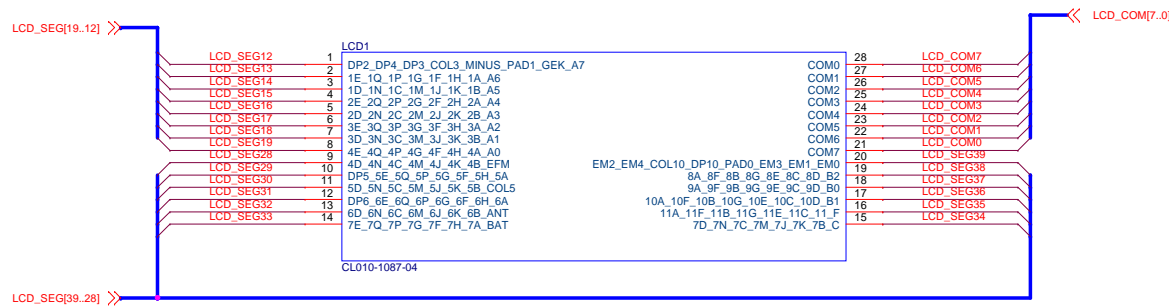 LCD_SEG[19..12]
LCD_COM[7..0]
LCD1
LCD_SEG12 1 DP2_DP4_DP3_COL3_MINUS_PAD1_GEK_A7 COM0 28 LCD_COM7
LCD_SEG13 2 1E_1Q_1P_1G_1F_1H_1A_A6 COM1 27 LCD_COM6
LCD_SEG14 3 1D_1N_1C_1M_1J_1K_1B_A5 COM2 26 LCD_COM5
LCD_SEG15 4 2E_2Q_2P_2G_2F_2H_2A_A4 COM3 25 LCD_COM4
LCD_SEG16 5 2D_2N_2C_2M_2J_2K_2B_A3 COM4 24 LCD_COM3
LCD_SEG17 6 3E_3Q_3P_3G_3F_3H_3A_A2 COM5 23 LCD_COM2
LCD_SEG18 7 3D_3N_3C_3M_3J_3K_3B_A1 COM6 22 LCD_COM1
LCD_SEG19 8 4E_4Q_4P_4G_4F_4H_4A_A0 COM7 21 LCD_COM0
LCD_SEG28 9 4D_4N_4C_4M_4J_4K_4B_EFM EM2_EM4_COL10_DP10_PAD0_EM3_EM1_EM0 20 LCD_SEG39
LCD_SEG29 10 DP5_5E_5Q_5P_5G_5F_5H_5A 8A_8F_8B_8G_8E_8C_8D_B2 19 LCD_SEG38
LCD_SEG30 11 5D_5N_5C_5M_5J_5K_5B_COL5 9A_9F_9B_9G_9E_9C_9D_B0 18 LCD_SEG37
LCD_SEG31 12 DP6_6E_6Q_6P_6G_6F_6H_6A 10A_10F_10B_10G_10E_10C_10D_B1 17 LCD_SEG36
LCD_SEG32 13 6D_6N_6C_6M_6J_6K_6B_ANT 11A_11F_11B_11G_11E_11C_11_F 16 LCD_SEG35
LCD_SEG33 14 7E_7Q_7P_7G_7F_7H_7A_BAT 7D_7N_7C_7M_7J_7K_7B_C 15 LCD_SEG34
CL010-1087-04
LCD_SEG[39..28]